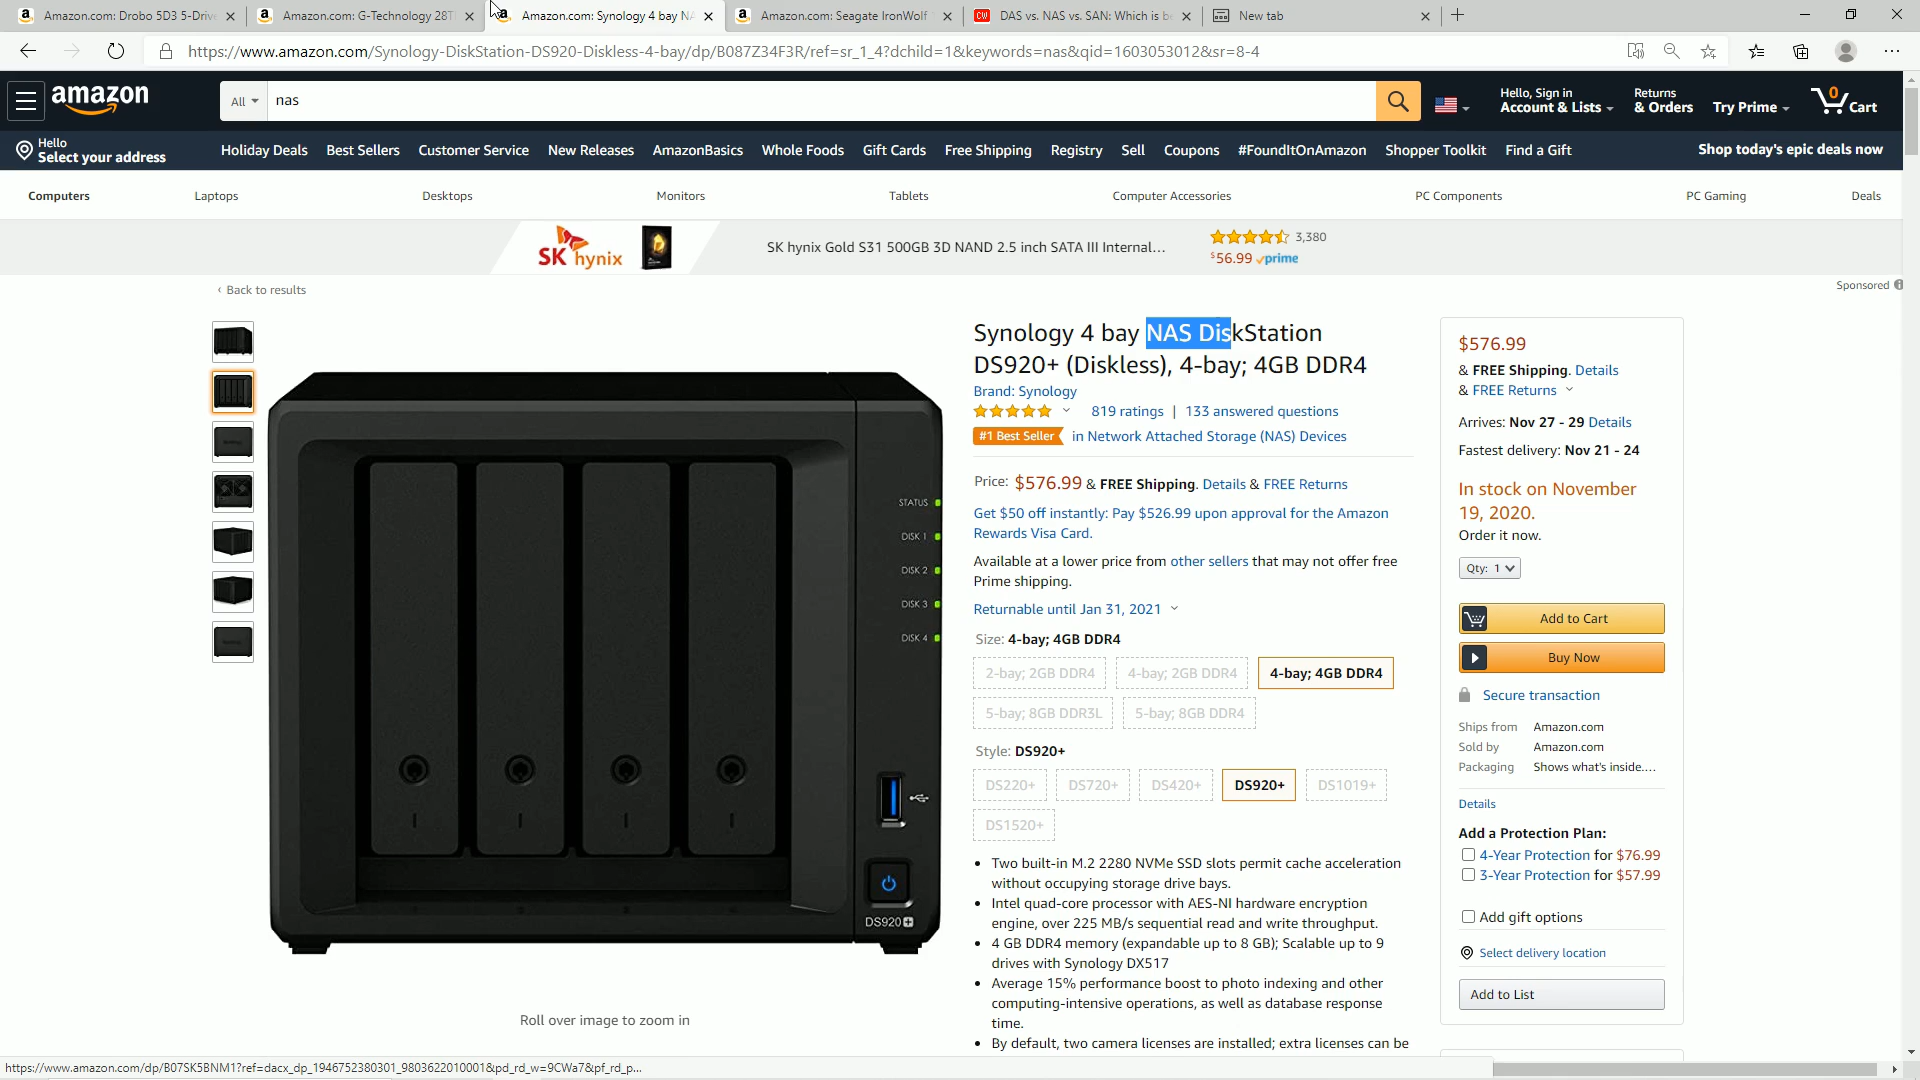 Amazon.com: Drobo 5D3 5-Drive
Amazon.com: G-Technology 28T
Amazon.com: Synology 4 bay NA
Amazon.com: Seagate IronWolf
DAS vs. NAS vs. SAN: Which is be
New tab
https://www.amazon.com/Synology-DiskStation-DS920-Diskless-4-bay/dp/B087Z34F3R/ref=sr_1_4?dchild=1&keywords=nas&qid=1603053012&sr=8-4
amazon
All
nas
Hello, Sign in
Account & Lists
Returns
& Orders
Try Prime
0
Cart
Hello
Select your address
Holiday Deals
Best Sellers
Customer Service
New Releases
AmazonBasics
Whole Foods
Gift Cards
Free Shipping
Registry
Sell
Coupons
#FoundItOnAmazon
Shopper Toolkit
Find a Gift
Shop today's epic deals now
Computers
Laptops
Desktops
Monitors
Tablets
Computer Accessories
PC Components
PC Gaming
Deals
SK hynix
SK hynix Gold S31 500GB 3D NAND 2.5 inch SATA III Internal...
3,380
$56.99 prime
‹ Back to results
Sponsored
STATUS
DISK 1
DISK 2
DISK 3
DISK 4
DS920+
Roll over image to zoom in
Synology 4 bay NAS DiskStation
DS920+ (Diskless), 4-bay; 4GB DDR4
Brand: Synology
819 ratings | 133 answered questions
#1 Best Seller in Network Attached Storage (NAS) Devices
Price: $576.99 & FREE Shipping. Details & FREE Returns
Get $50 off instantly: Pay $526.99 upon approval for the Amazon
Rewards Visa Card.
Available at a lower price from other sellers that may not offer free
Prime shipping.
Returnable until Jan 31, 2021
Size: 4-bay; 4GB DDR4
2-bay; 2GB DDR4
4-bay; 2GB DDR4
4-bay; 4GB DDR4
5-bay; 8GB DDR3L
5-bay; 8GB DDR4
Style: DS920+
DS220+
DS720+
DS420+
DS920+
DS1019+
DS1520+
• Two built-in M.2 2280 NVMe SSD slots permit cache acceleration
without occupying storage drive bays.
• Intel quad-core processor with AES-NI hardware encryption
engine, over 225 MB/s sequential read and write throughput.
• 4 GB DDR4 memory (expandable up to 8 GB); Scalable up to 9
drives with Synology DX517
• Average 15% performance boost to photo indexing and other
computing-intensive operations, as well as database response
time.
• By default, two camera licenses are installed; extra licenses can be
$576.99
& FREE Shipping. Details
& FREE Returns
Arrives: Nov 27 - 29 Details
Fastest delivery: Nov 21 - 24
In stock on November
19, 2020.
Order it now.
Qty: 1
Add to Cart
Buy Now
Secure transaction
Ships from Amazon.com
Sold by Amazon.com
Packaging Shows what's inside....
Details
Add a Protection Plan:
4-Year Protection for $76.99
3-Year Protection for $57.99
Add gift options
Select delivery location
Add to List
https://www.amazon.com/dp/B07SK5BNM1?ref=dacx_dp_1946752380301_9803622010001&pd_rd_w=9CWa7&pf_rd_p...